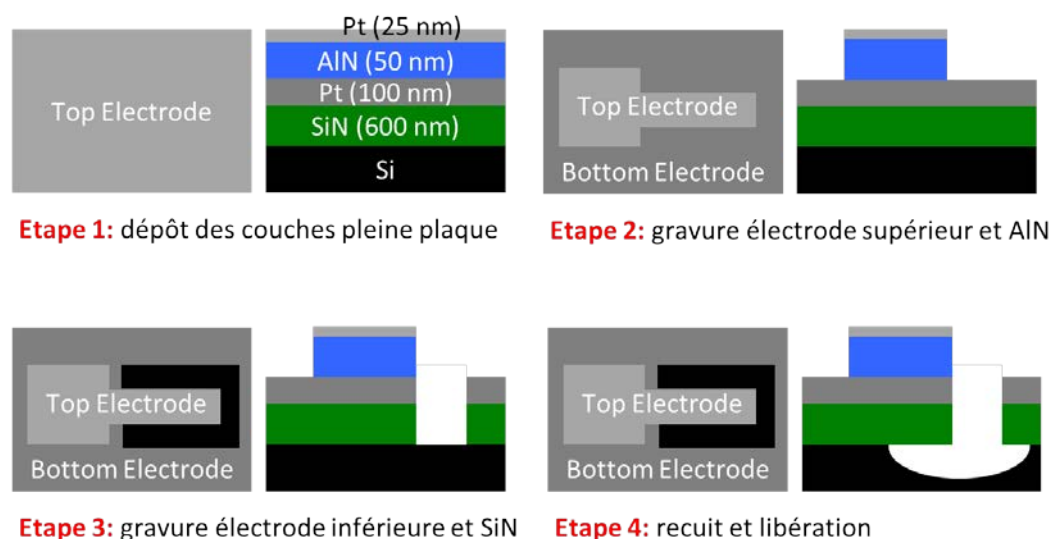 Top Electrode
Pt (25 nm)
AlN (50 nm)
Pt (100 nm)
SiN (600 nm)
Si
Etape 1: dépôt des couches pleine plaque
Top Electrode
Bottom Electrode
Etape 2: gravure électrode supérieur et AlN
Top Electrode
Bottom Electrode
Etape 3: gravure électrode inférieure et SiN
Top Electrode
Bottom Electrode
Etape 4: recuit et libération